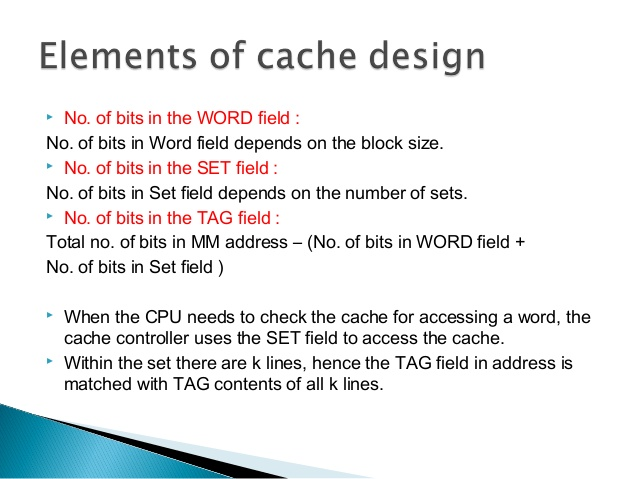 Elements of cache design
No. of bits in the WORD field :
No. of bits in Word field depends on the block size.
No. of bits in the SET field :
No. of bits in Set field depends on the number of sets.
No. of bits in the TAG field :
Total no. of bits in MM address – (No. of bits in WORD field +
No. of bits in Set field )
When the CPU needs to check the cache for accessing a word, the
cache controller uses the SET field to access the cache.
Within the set there are k lines, hence the TAG field in address is
matched with TAG contents of all k lines.